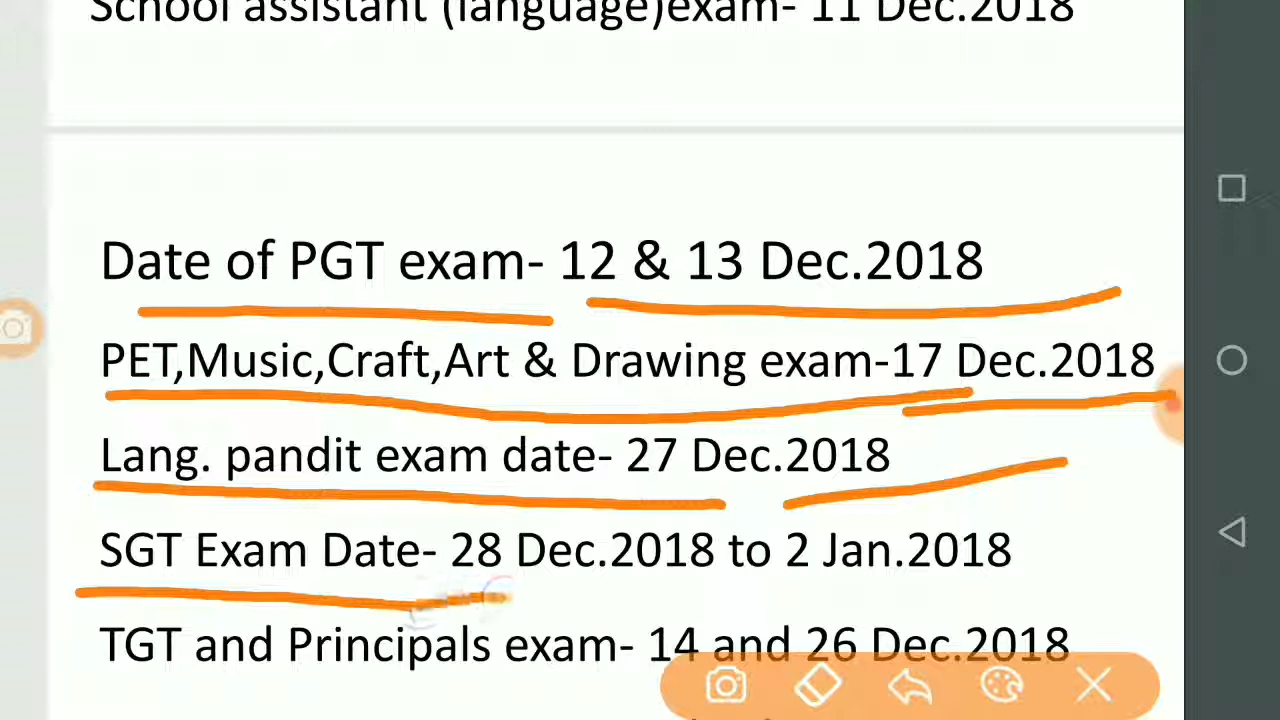 School assistant (language)exam- 11 Dec.2018
Date of PGT exam- 12 & 13 Dec.2018
PET,Music,Craft,Art & Drawing exam-17 Dec.2018
Lang. pandit exam date- 27 Dec.2018
SGT Exam Date- 28 Dec.2018 to 2 Jan.2018
TGT and Principals exam- 14 and 26 Dec.2018